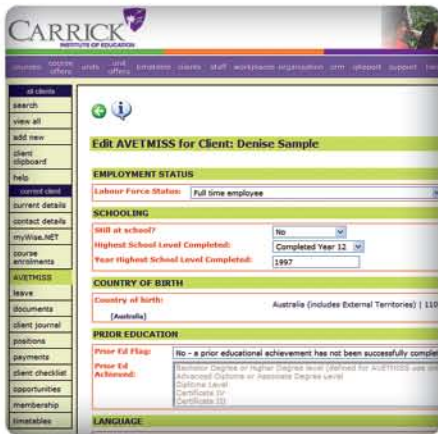 CARRICK
INSTITUTE OF EDUCATION
courses course offers units unit offers templates clients staff workplaces organisation crm support
all clients
search
view all
add new
client clipboard
help
current client
current details
contact details
myWise.NET
course enrolments
AVETMISS
leave
documents
client journal
positions
payments
client checklist
opportunities
membership
timetables
Edit AVETMISS for Client: Denise Sample
EMPLOYMENT STATUS
Labour Force Status: Full time employee
SCHOOLING
Still at school? No
Highest School Level Completed: Completed Year 12
Year Highest School Level Completed: 1997
COUNTRY OF BIRTH
Country of birth: Australia (includes External Territories) | 110
[Australia]
PRIOR EDUCATION
Prior Ed Flag: No - a prior educational achievement has not been successfully comple
Prior Ed Achieved: Bachelor Degree or Higher Degree level (defined for AVETMISS use
Advanced Diploma or Associate Degree Level
Diploma Level
Certificate IV
Certificate III
LANGUAGE